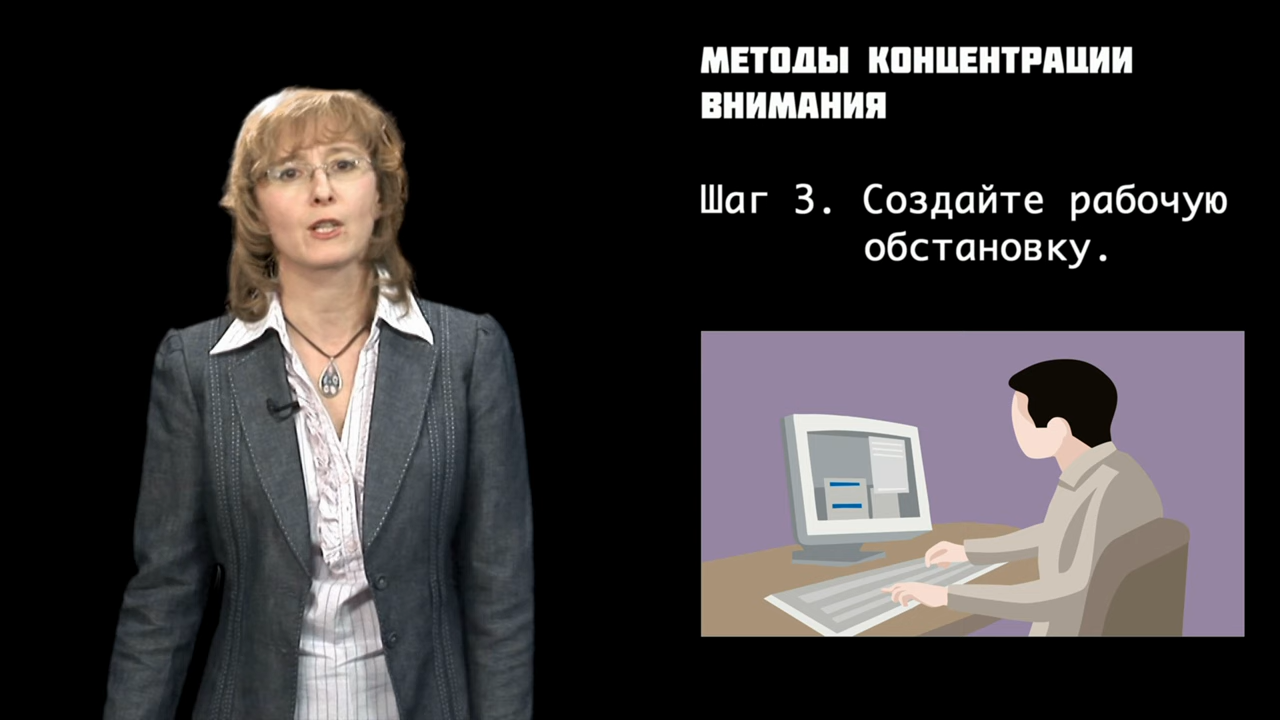 МЕТОДЫ КОНЦЕНТРАЦИИ
ВНИМАНИЯ
Шаг 3. Создайте рабочую
обстановку.